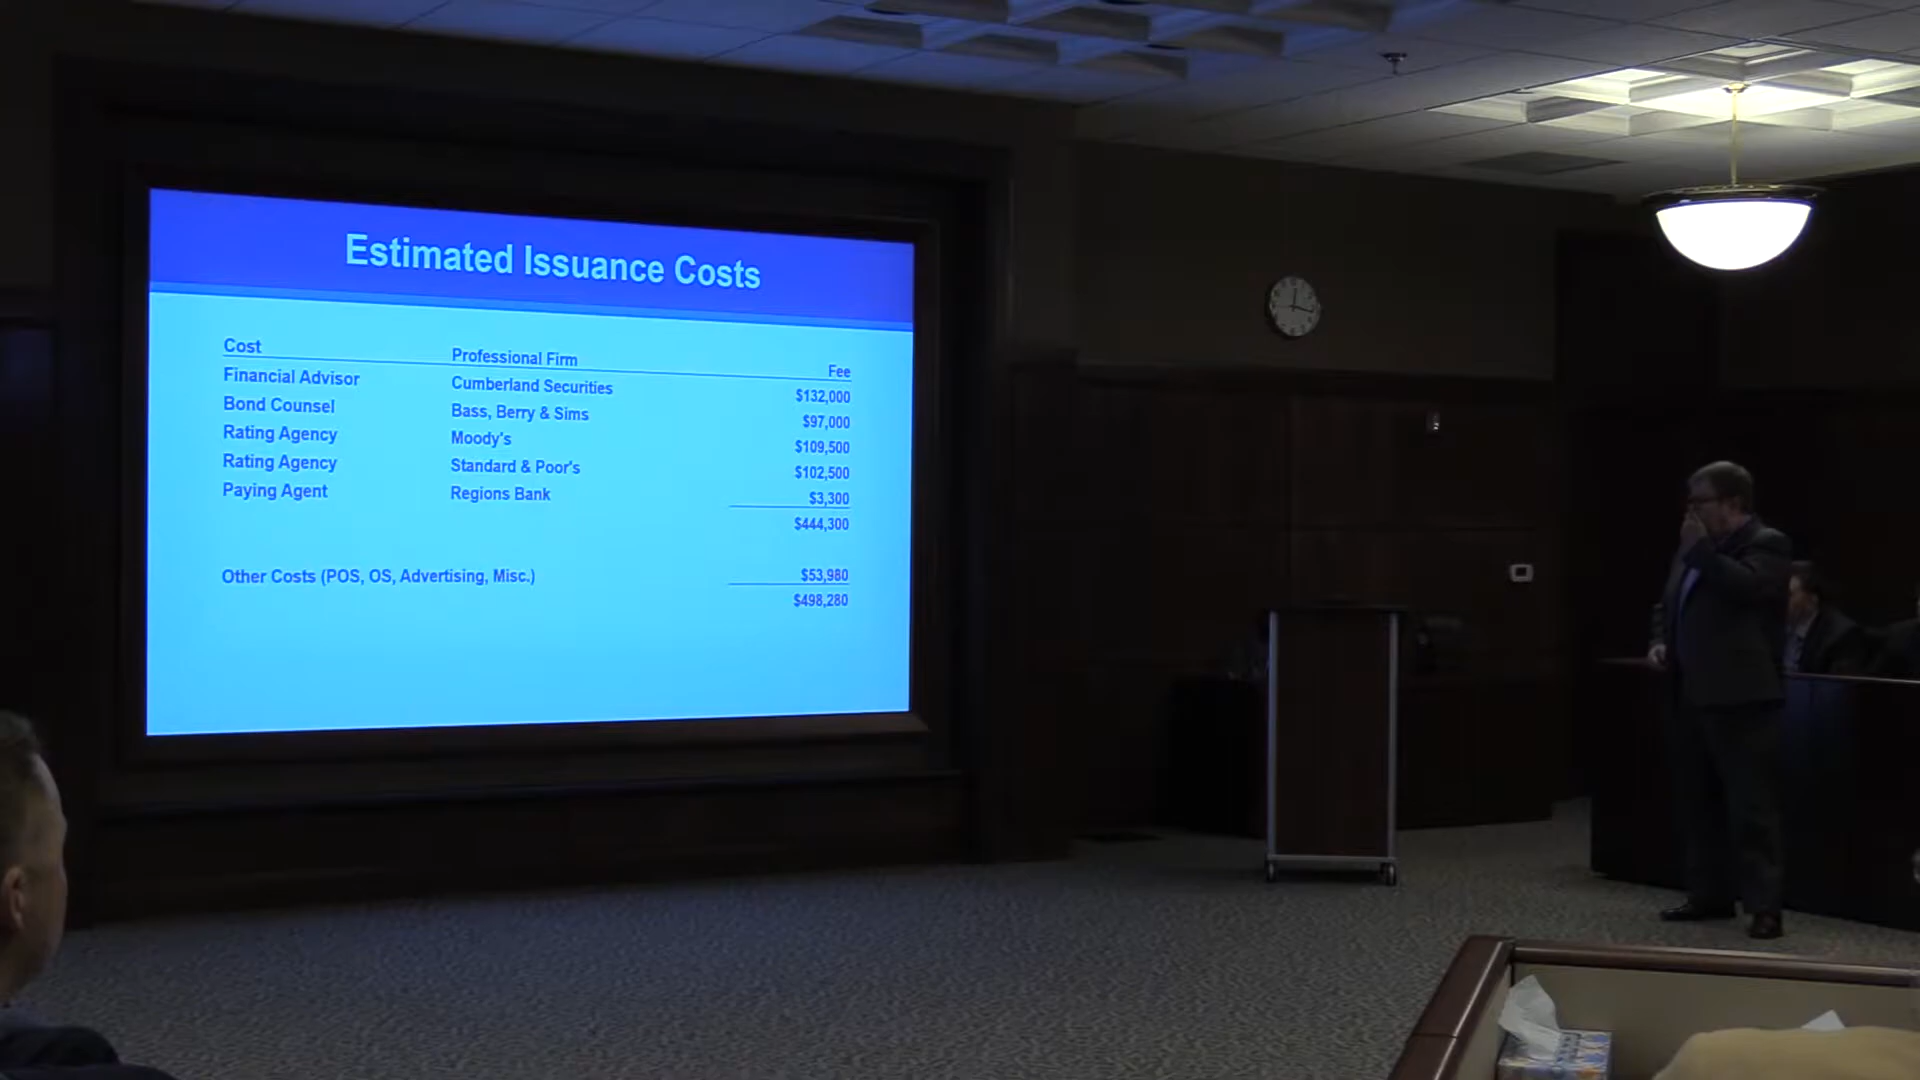 Estimated Issuance Costs
Cost Professional Firm Fee
Financial Advisor Cumberland Securities $132,000
Bond Counsel Bass, Berry & Sims $97,000
Rating Agency Moody's $109,500
Rating Agency Standard & Poor's $102,500
Paying Agent Regions Bank $3,300
$444,300
Other Costs (POS, OS, Advertising, Misc.) $53,980
$498,280